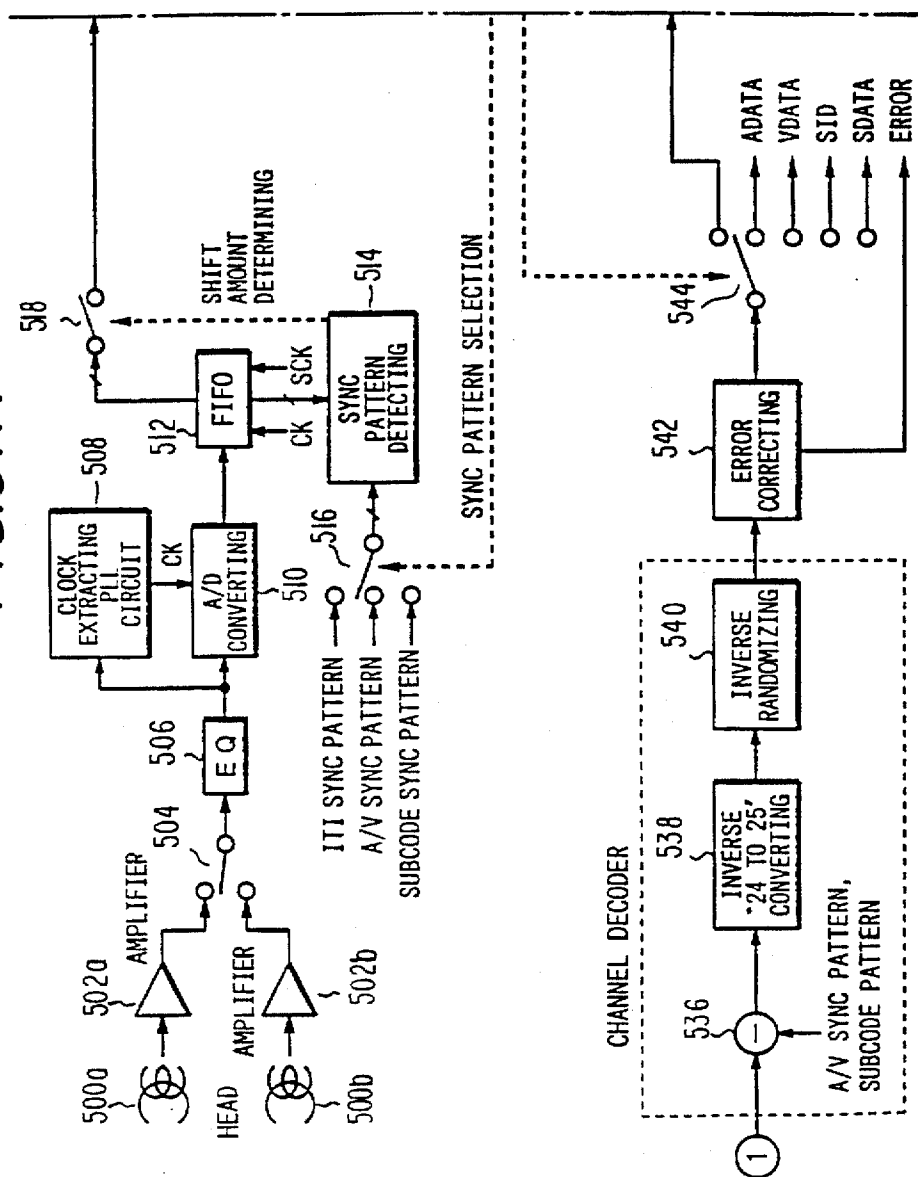 500a
HEAD
500b
502a
AMPLIFIER
AMPLIFIER
502b
504
506
EQ
508
CLOCK
EXTRACTING
PLL
CIRCUIT
CK
A/D
CONVERTING
510
512
FIFO
CK
SCK
518
SHIFT
AMOUNT
DETERMINING
514
SYNC
PATTERN
DETECTING
516
ITI SYNC PATTERN
A/V SYNC PATTERN
SUBCODE SYNC PATTERN
SYNC PATTERN SELECTION
CHANNEL DECODER
1
536
−
A/V SYNC PATTERN,
SUBCODE PATTERN
538
INVERSE
"24 TO 25"
CONVERTING
540
INVERSE
RANDOMIZING
542
ERROR
CORRECTING
544
ADATA
VDATA
SID
SDATA
ERROR